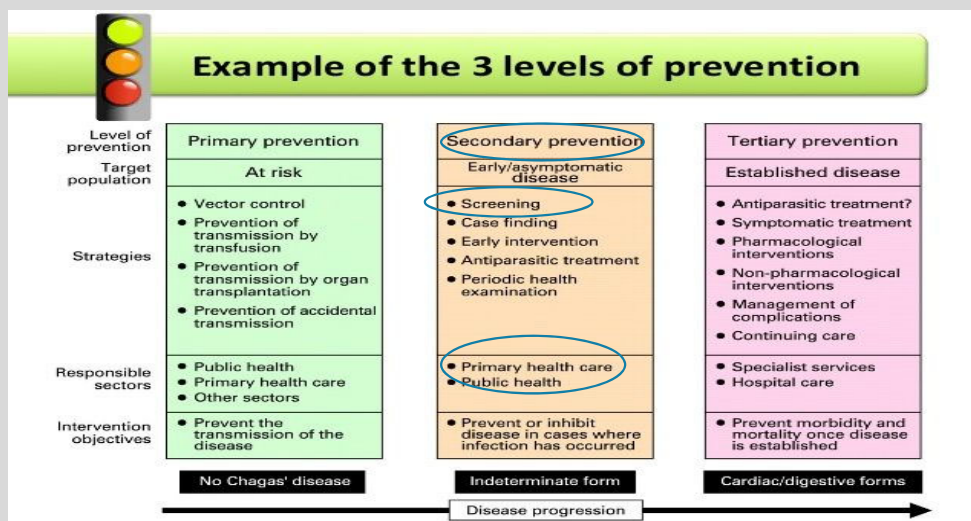 Example of the 3 levels of prevention
Level of prevention
Primary prevention
Secondary prevention
Tertiary prevention
Target population
At risk
Early/asymptomatic
disease
Established disease
Strategies
• Vector control
• Prevention of
transmission by
transfusion
• Prevention of
transmission by organ
transplantation
• Prevention of accidental
transmission
• Screening
• Case finding
• Early intervention
• Antiparasitic treatment
• Periodic health
examination
• Antiparasitic treatment?
• Symptomatic treatment
• Pharmacological
interventions
• Non-pharmacological
interventions
• Management of
complications
• Continuing care
Responsible
sectors
• Public health
• Primary health care
• Other sectors
• Primary health care
• Public health
• Specialist services
• Hospital care
Intervention
objectives
• Prevent the
transmission of the
disease
• Prevent or inhibit
disease in cases where
infection has occurred
• Prevent morbidity and
mortality once disease
is established
No Chagas' disease
Indeterminate form
Cardiac/digestive forms
Disease progression